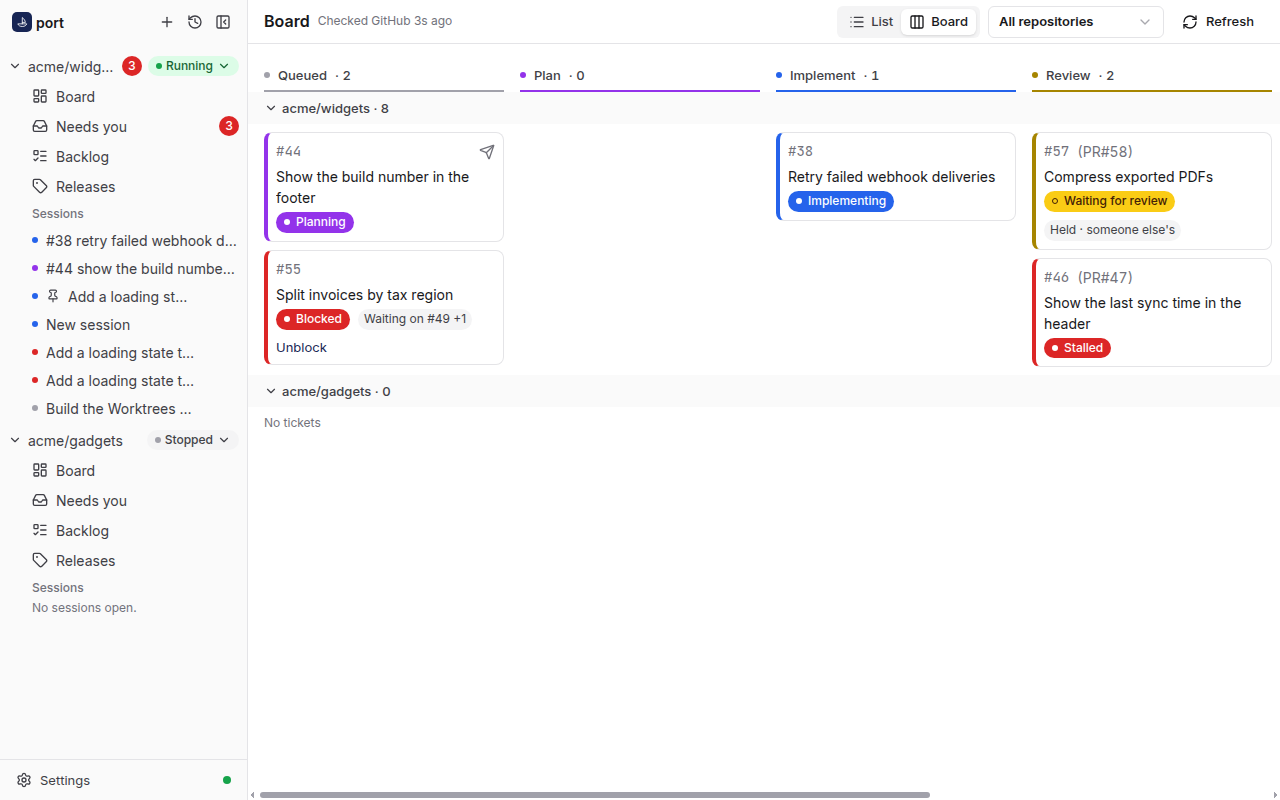 port
acme/widg... 3 Running
Board
Needs you 3
Backlog
Releases
Sessions
#38 retry failed webhook d...
#44 show the build numbe...
Add a loading st...
New session
Add a loading state t...
Add a loading state t...
Build the Worktrees ...
acme/gadgets Stopped
Board
Needs you
Backlog
Releases
Sessions
No sessions open.
Settings
Board Checked GitHub 3s ago
List Board All repositories Refresh
Queued · 2 Plan · 0 Implement · 1 Review · 2
acme/widgets · 8
#44
Show the build number in the
footer
Planning
#55
Split invoices by tax region
Blocked Waiting on #49 +1
Unblock
#38
Retry failed webhook deliveries
Implementing
#57 (PR#58)
Compress exported PDFs
Waiting for review
Held · someone else's
#46 (PR#47)
Show the last sync time in the
header
Stalled
acme/gadgets · 0
No tickets